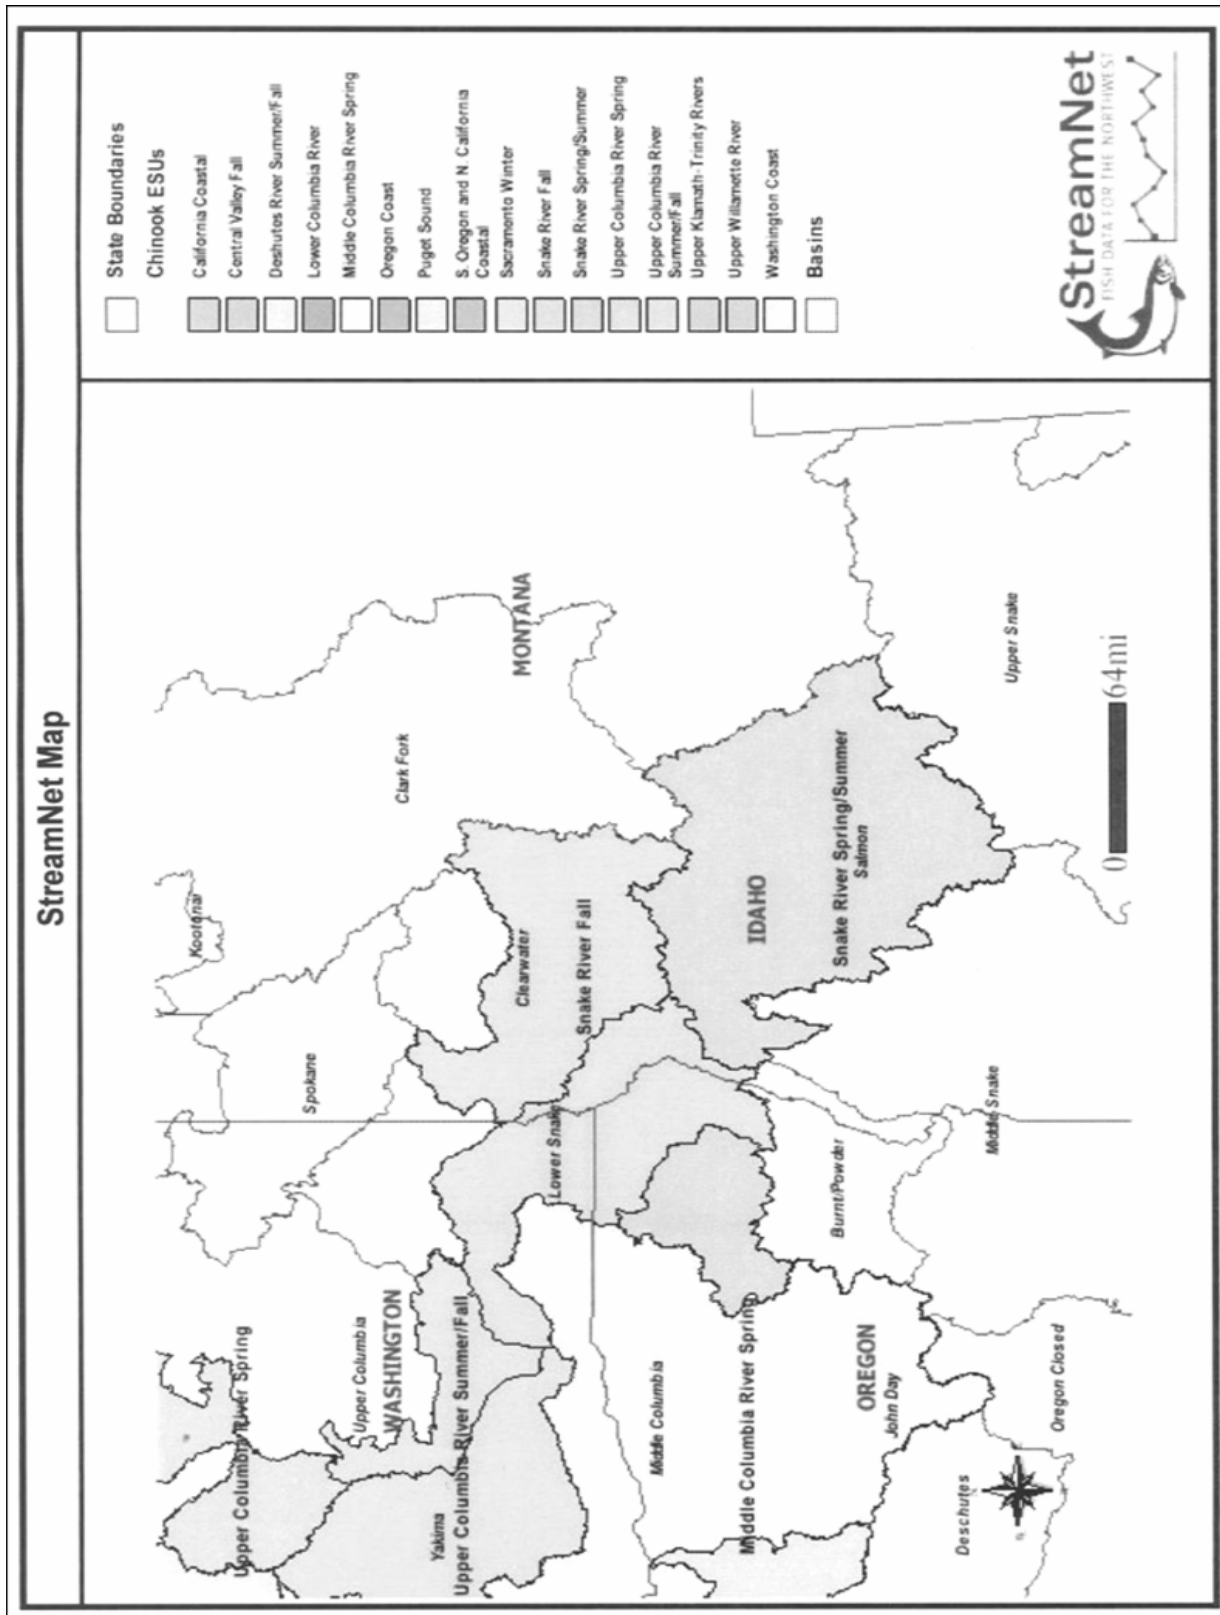 StreamNet Map
State Boundaries
Chinook ESUs
California Coastal
Central Valley Fall
Deshutes River Summer/Fall
Lower Columbia River
Middle Columbia River Spring
Oregon Coast
Puget Sound
S. Oregon and N. California
Coastal
Sacramento Winter
Snake River Fall
Snake River Spring/Summer
Upper Columbia River Spring
Upper Columbia River
Summer/Fall
Upper Klamath-Trinity Rivers
Upper Willamette River
Washington Coast
Basins
StreamNet
FISH DATA FOR THE NORTHWEST
Kootenai
Clark Fork
MONTANA
Spokane
Clearwater
Snake River Fall
IDAHO
Snake River Spring/Summer
Salmon
Upper Snake
Upper Columbia River Spring
Upper Columbia
WASHINGTON
Upper Columbia River Summer/Fall
Yakima
Lower Snake
Middle Columbia
Middle Columbia River Spring
Burnt/Powder
Middle Snake
OREGON
John Day
Deschutes
Oregon Closed
0 64mi